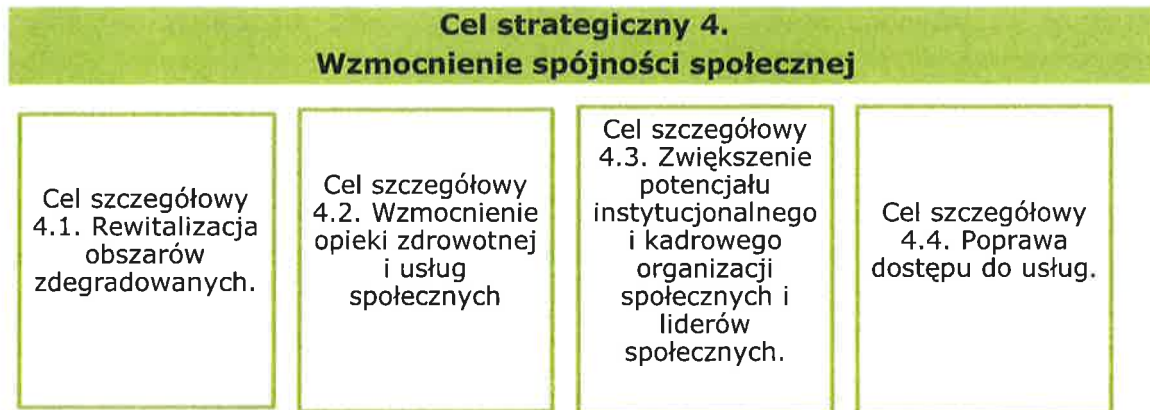 Cel strategiczny 4.
Wzmocnienie spójności społecznej
Cel szczegółowy
4.1. Rewitalizacja
obszarów
zdegradowanych.
Cel szczegółowy
4.2. Wzmocnienie
opieki zdrowotnej
i usług
społecznych
Cel szczegółowy
4.3. Zwiększenie
potencjału
instytucjonalnego
i kadrowego
organizacji
społecznych i
liderów
społecznych.
Cel szczegółowy
4.4. Poprawa
dostępu do usług.